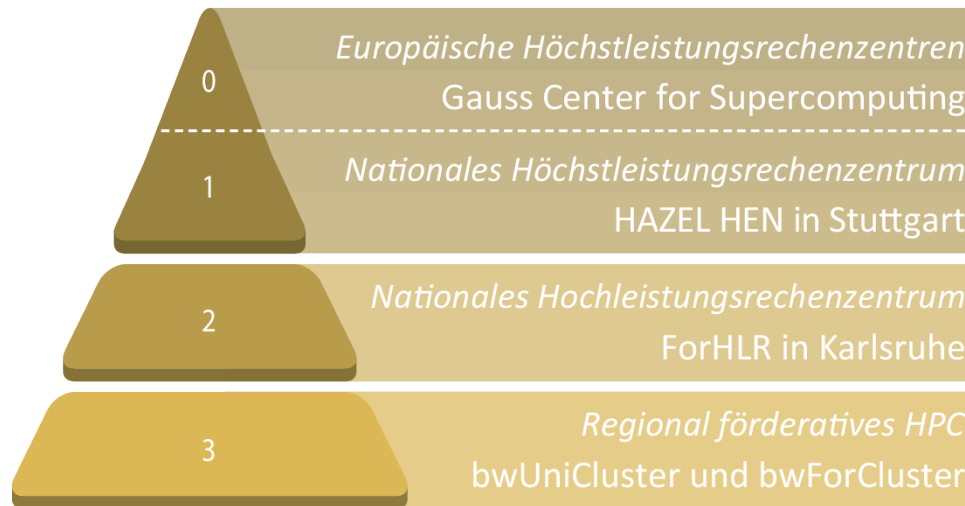 0
Europäische Höchstleistungsrechenzentren
Gauss Center for Supercomputing
1
Nationales Höchstleistungsrechenzentrum
HAZEL HEN in Stuttgart
2
Nationales Hochleistungsrechenzentrum
ForHLR in Karlsruhe
3
Regional förderatives HPC
bwUniCluster und bwForCluster